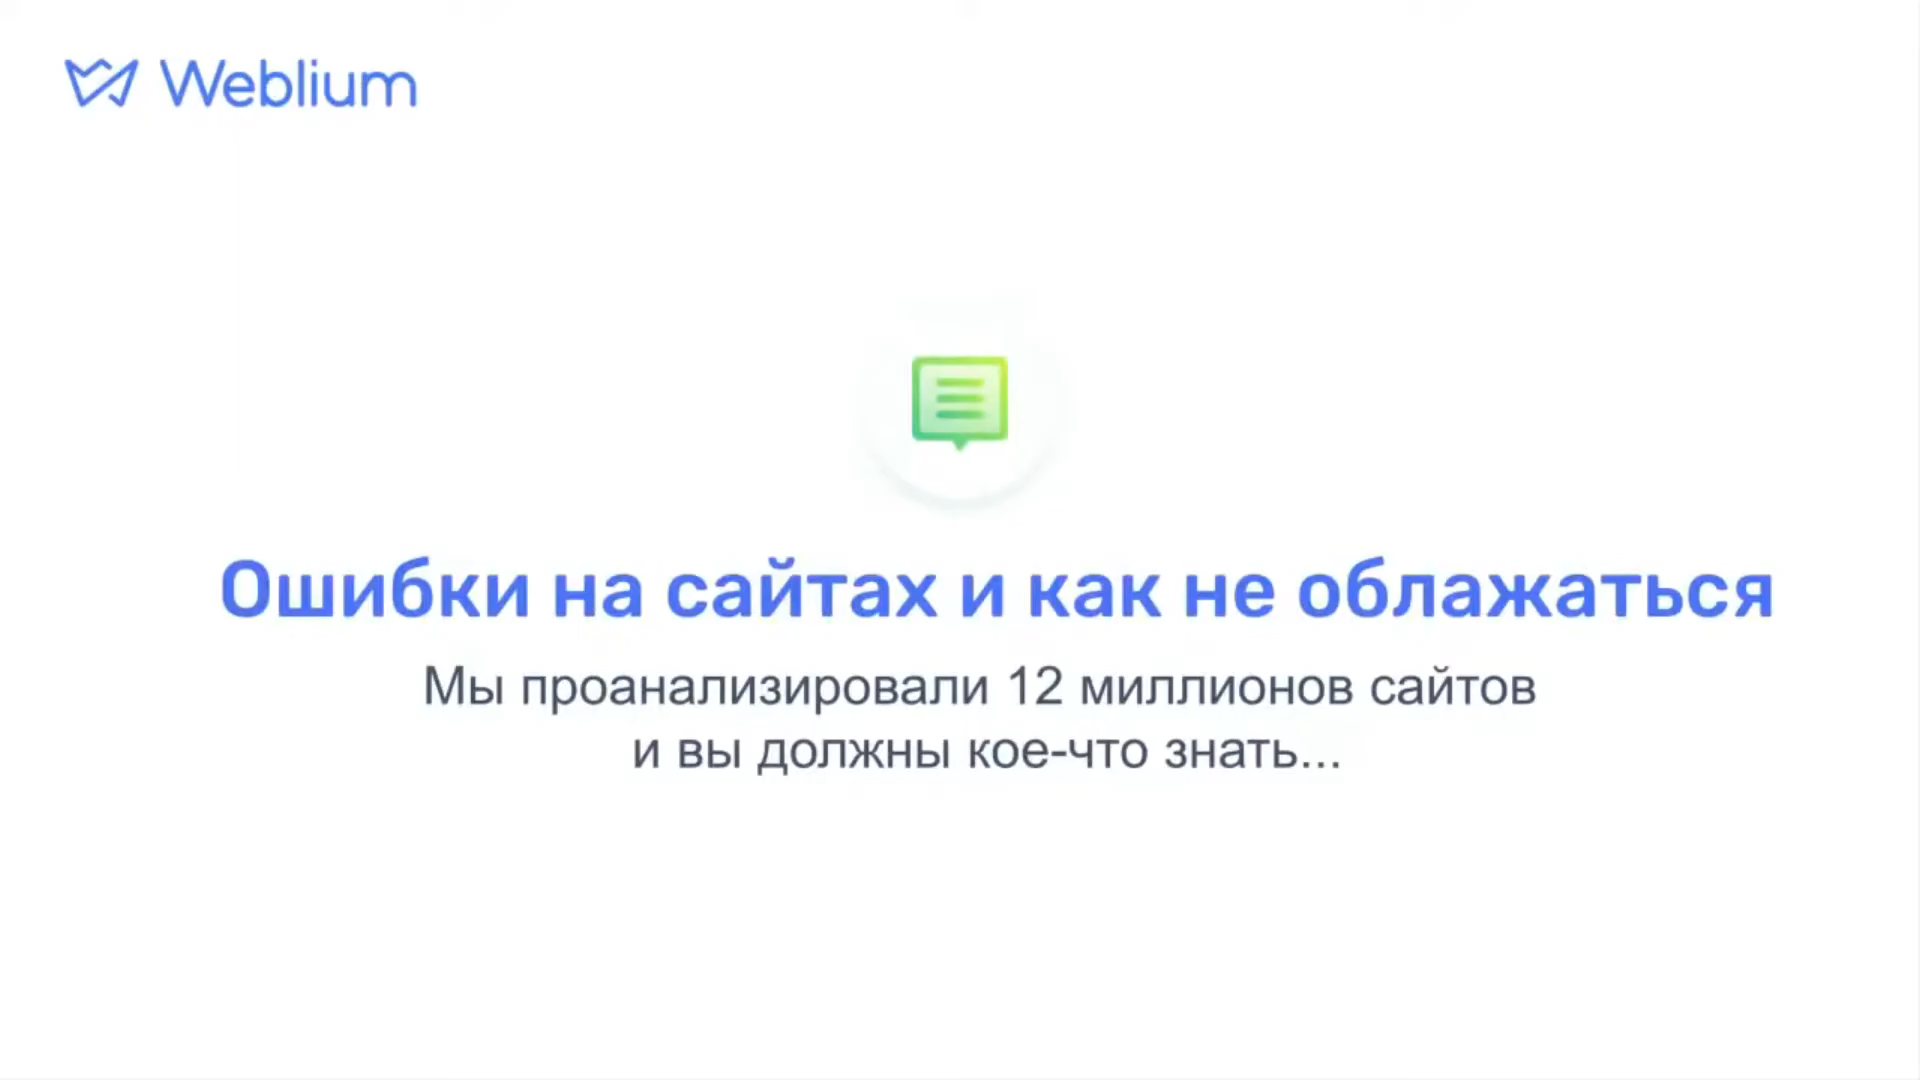 Weblium
Ошибки на сайтах и как не облажаться
Мы проанализировали 12 миллионов сайтов
и вы должны кое-что знать...